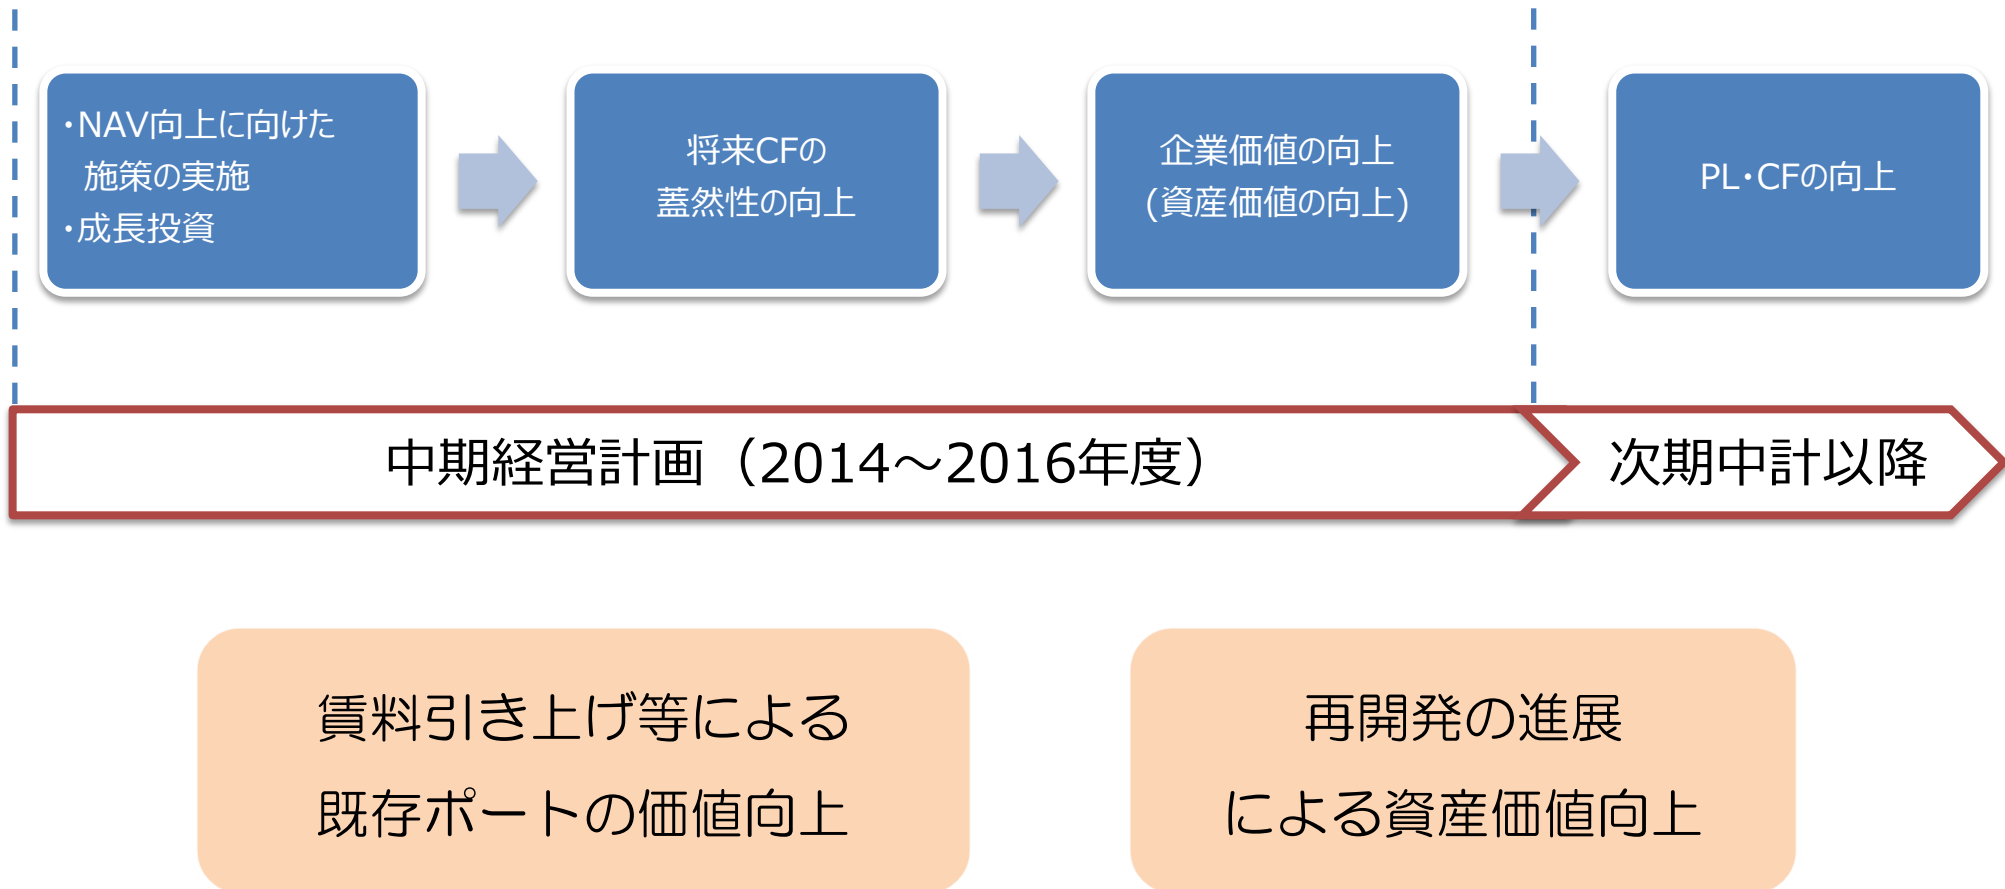 ・NAV向上に向けた
施策の実施
・成長投資
将来CFの
蓋然性の向上
企業価値の向上
(資産価値の向上)
PL・CFの向上
中期経営計画（2014～2016年度）
次期中計以降
賃料引き上げ等による
既存ポートの価値向上
再開発の進展
による資産価値向上